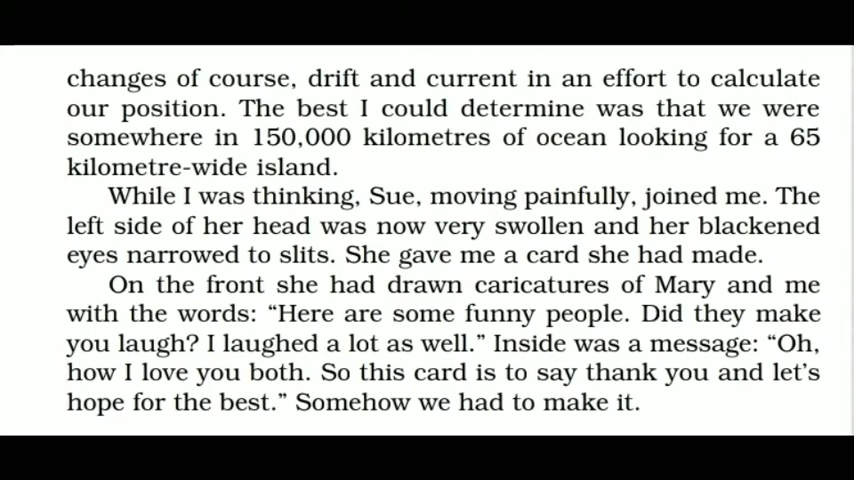 changes of course, drift and current in an effort to calculate
our position. The best I could determine was that we were
somewhere in 150,000 kilometres of ocean looking for a 65
kilometre-wide island.
While I was thinking, Sue, moving painfully, joined me. The
left side of her head was now very swollen and her blackened
eyes narrowed to slits. She gave me a card she had made.
On the front she had drawn caricatures of Mary and me
with the words: “Here are some funny people. Did they make
you laugh? I laughed a lot as well.” Inside was a message: “Oh,
how I love you both. So this card is to say thank you and let’s
hope for the best.” Somehow we had to make it.